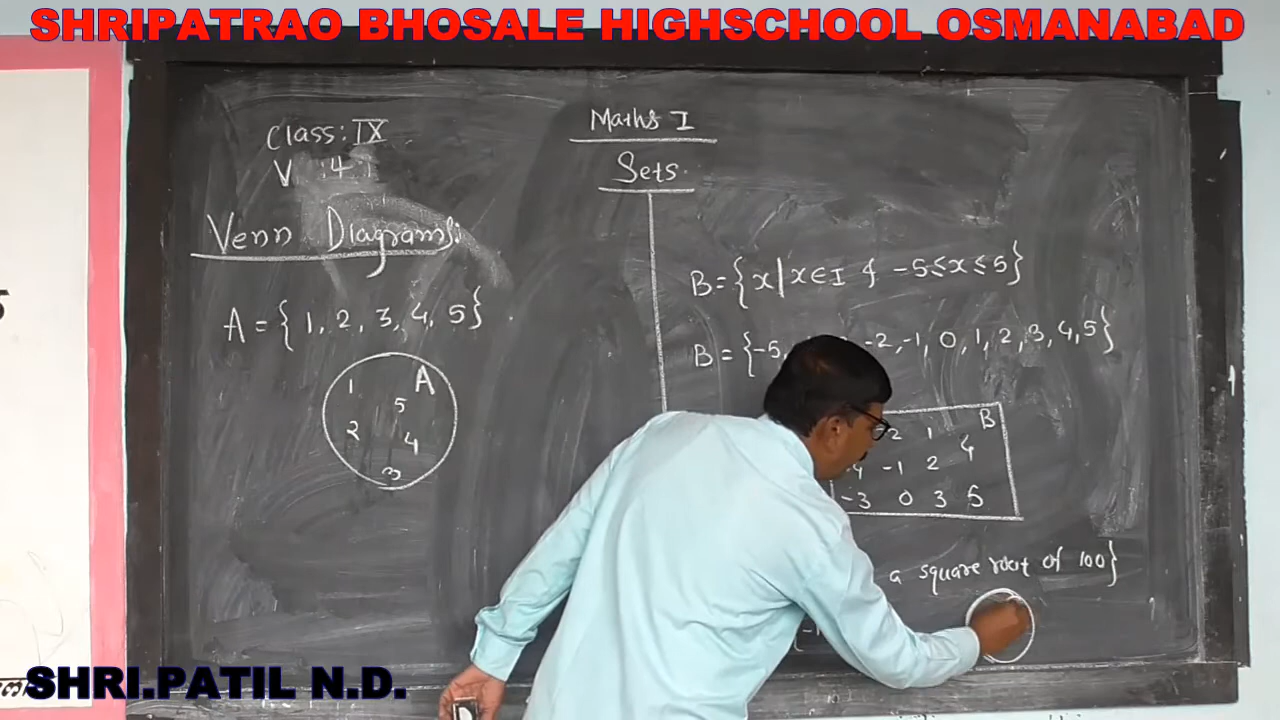 SHRIPATRAO BHOSALE HIGHSCHOOL OSMANABAD
Class: IX
V :4
Maths I
Sets.
Venn Diagrams:
A = { 1, 2, 3, 4, 5 }
1 A
5
2
4
3
B = { x / x ∈ I & -5 ≤ x ≤ 5 }
B = { -5, -2, -1, 0, 1, 2, 3, 4, 5 }
2 1 B
4 -1 2 4
-3 0 3 5
a square root of 100 }
SHRI.PATIL N.D.